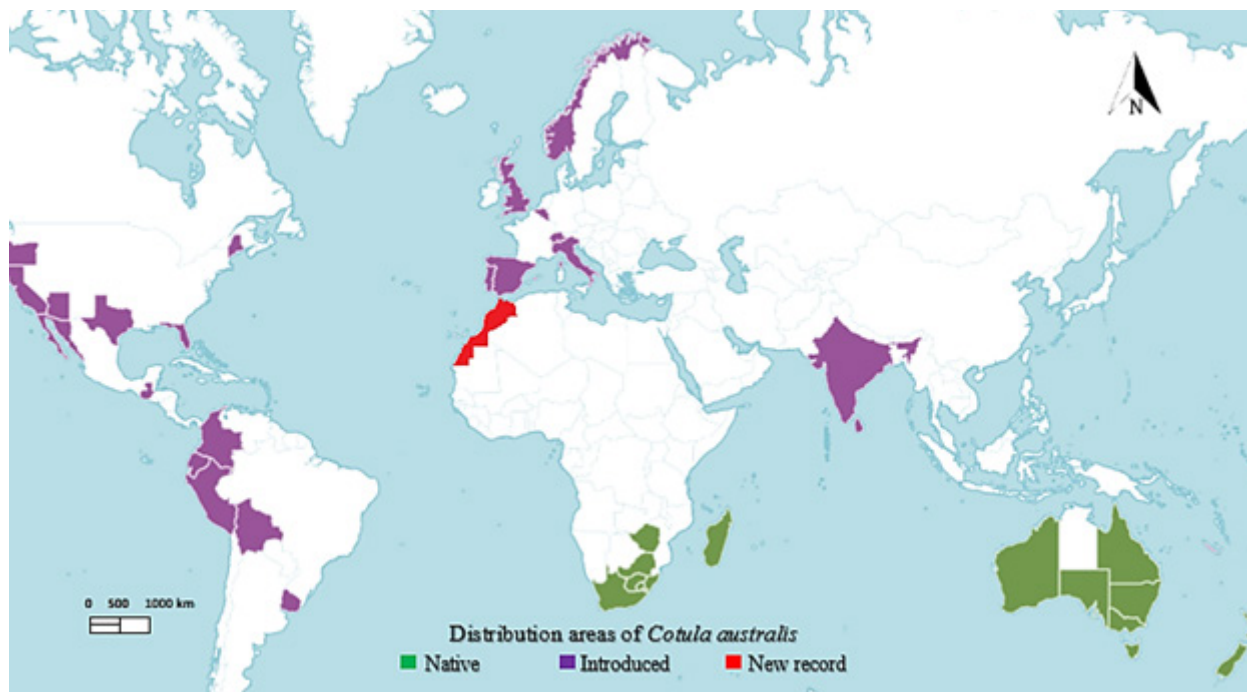 N
0 500 1000 km
Distribution areas of Cotula australis
Native Introduced New record